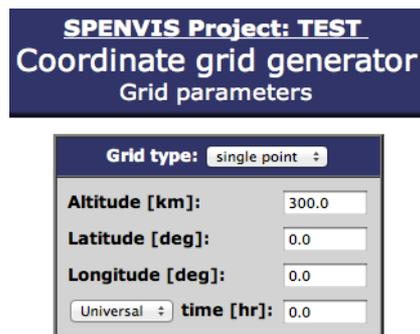 SPENVIS Project: TEST
Coordinate grid generator
Grid parameters
Grid type: single point
Altitude [km]: 300.0
Latitude [deg]: 0.0
Longitude [deg]: 0.0
Universal time [hr]: 0.0